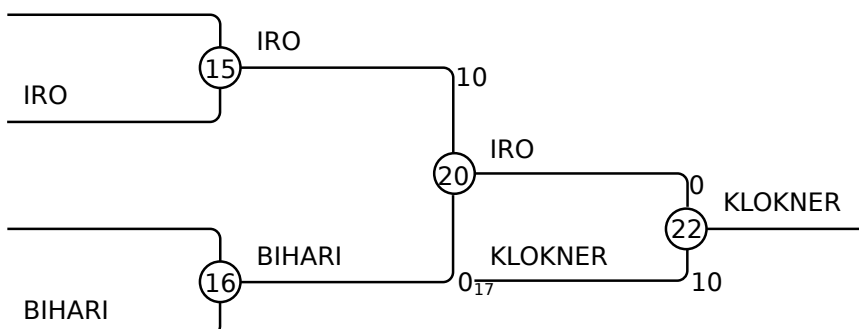 IRO
15
10
IRO
IRO
20
0
KLOKNER
22
BIHARI
KLOKNER
16
0
17
10
BIHARI